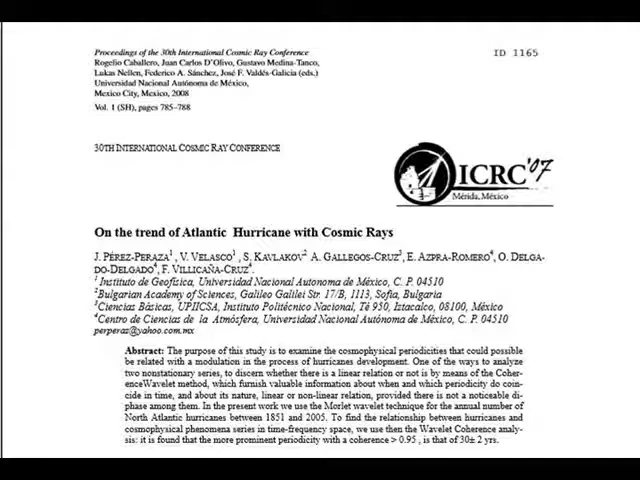 Proceedings of the 30th International Cosmic Ray Conference
Rogelio Caballero, Juan Carlos D'Olivo, Gustavo Medina-Tanco,
Lukas Nellen, Federico A. Sánchez, José F. Valdés-Galicia (eds.)
Universidad Nacional Autónoma de México,
Mexico City, Mexico, 2008
Vol. 1 (SH), pages 785–788
ID 1165
30TH INTERNATIONAL COSMIC RAY CONFERENCE
ICRC'07
Mérida, México
On the trend of Atlantic Hurricane with Cosmic Rays
J. PÉREZ-PERAZA1, V. VELASCO1, S. KAVLAKOV2 A. GALLEGOS-CRUZ3, E. AZPRA-ROMERO4, O. DELGA-
DO-DELGADO4, F. VILLICAÑA-CRUZ4.
1 Instituto de Geofísica, Universidad Nacional Autonoma de México, C. P. 04510
2Bulgarian Academy of Sciences, Galileo Galilei Str. 17/B, 1113, Sofia, Bulgaria
3Ciencias Básicas, UPIICSA, Instituto Politécnico Nacional, Té 950, Iztacalco, 08100, México
4Centro de Ciencias de la Atmósfera, Universidad Nacional Autónoma de México, C. P. 04510
perperaz@yahoo.com.mx
Abstract: The purpose of this study is to examine the cosmophysical periodicities that could possible
be related with a modulation in the process of hurricanes development. One of the ways to analyze
two nonstationary series, to discern whether there is a linear relation or not is by means of the Coher-
enceWavelet method, which furnish valuable information about when and which periodicity do coin-
cide in time, and about its nature, linear or non-linear relation, provided there is not a noticeable di-
phase among them. In the present work we use the Morlet wavelet technique for the annual number of
North Atlantic hurricanes between 1851 and 2005. To find the relationship between hurricanes and
cosmophysical phenomena series in time-frequency space, we use then the Wavelet Coherence analy-
sis: it is found that the more prominent periodicity with a coherence > 0.95 , is that of 30± 2 yrs.